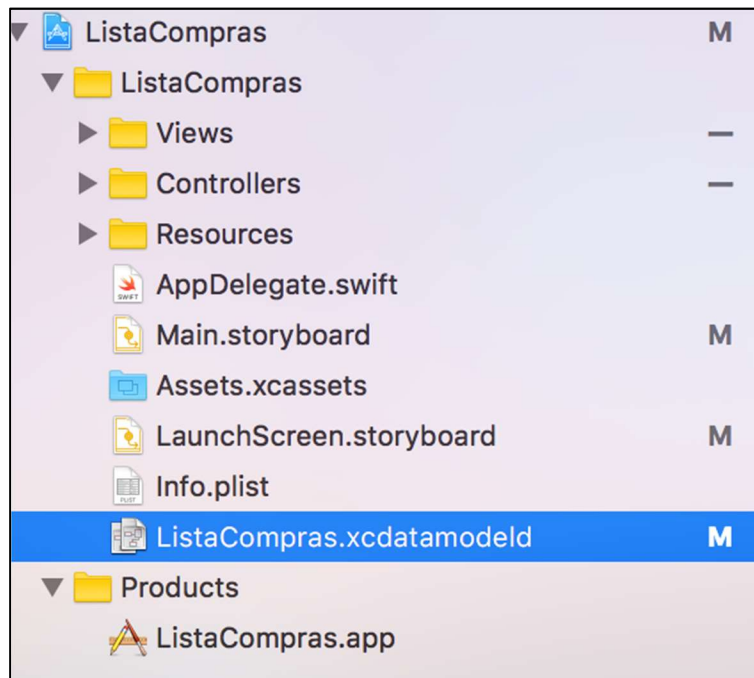 ListaCompras M
ListaCompras
Views —
Controllers —
Resources
AppDelegate.swift
Main.storyboard M
Assets.xcassets
LaunchScreen.storyboard M
Info.plist
ListaCompras.xcdatamodeld M
Products
ListaCompras.app